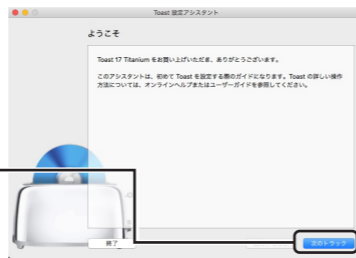 Toast 設定アシスタント
ようこそ
Toast 17 Titanium をお買い上げいただき、ありがとうございます。
このアシスタントは、初めて Toast を設定する際のガイドになります。Toast の詳しい操作
方法については、オンラインヘルプまたはユーザーガイドを参照してください。
終了
次のトラック